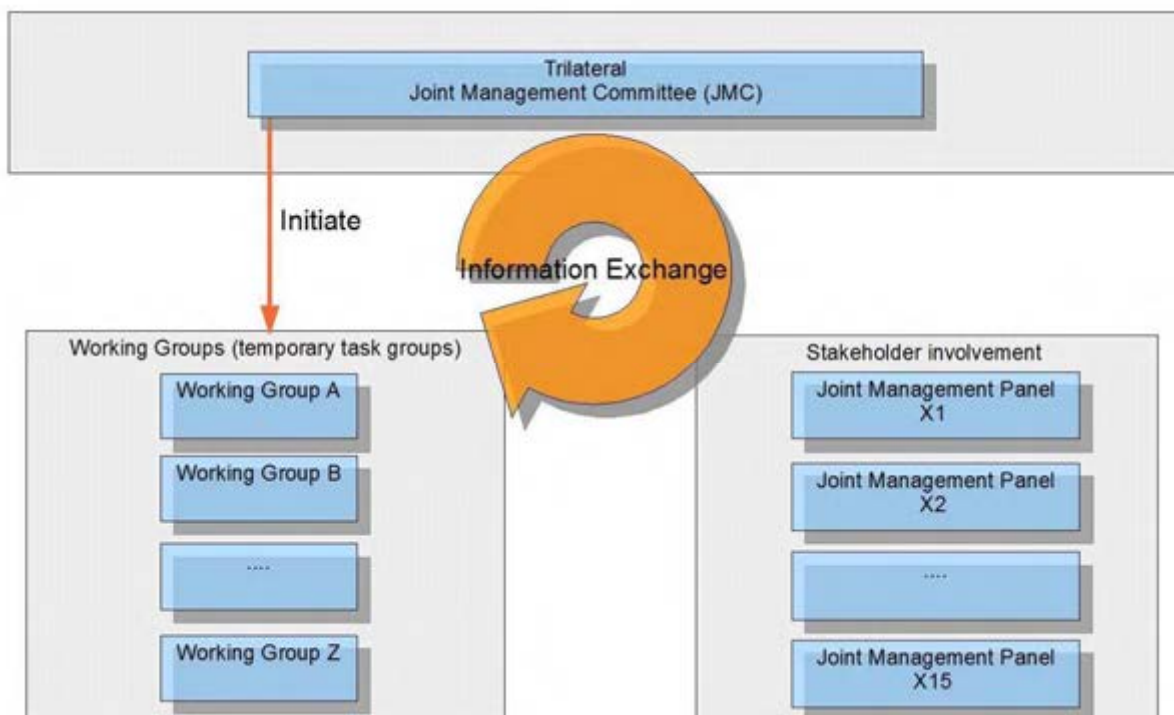 Trilateral
Joint Management Committee (JMC)
Initiate
Information Exchange
Working Groups (temporary task groups)
Working Group A
Working Group B
....
Working Group Z
Stakeholder involvement
Joint Management Panel
X1
Joint Management Panel
X2
....
Joint Management Panel
X15